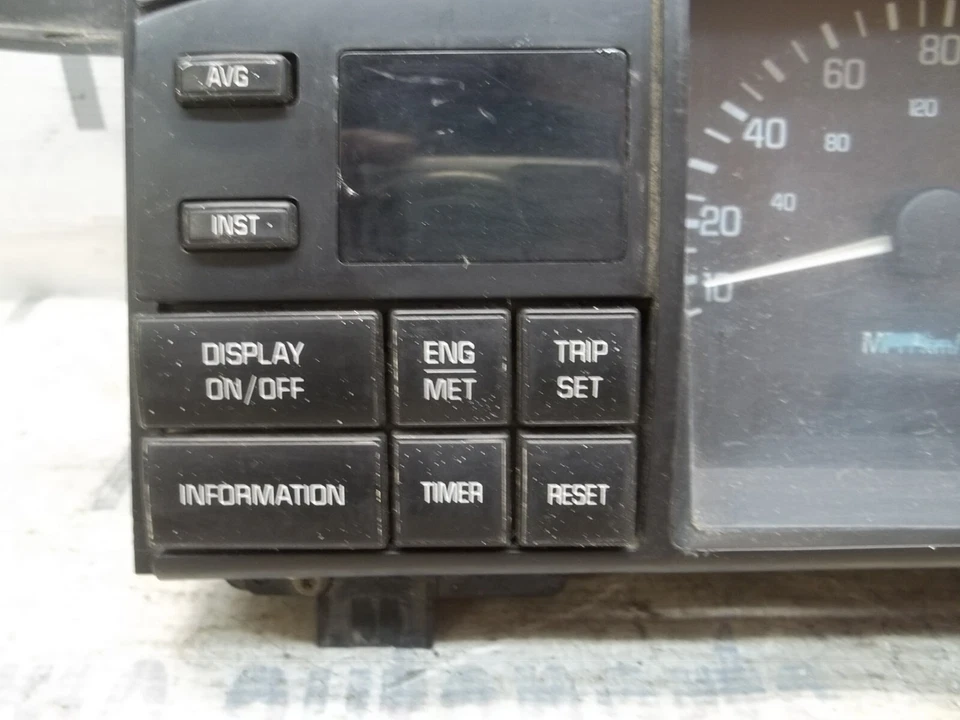 AVG
INST
DISPLAY
ON/OFF
ENG
MET
TRIP
SET
INFORMATION
TIMER
RESET
80
60
120
40
80
40
20
10